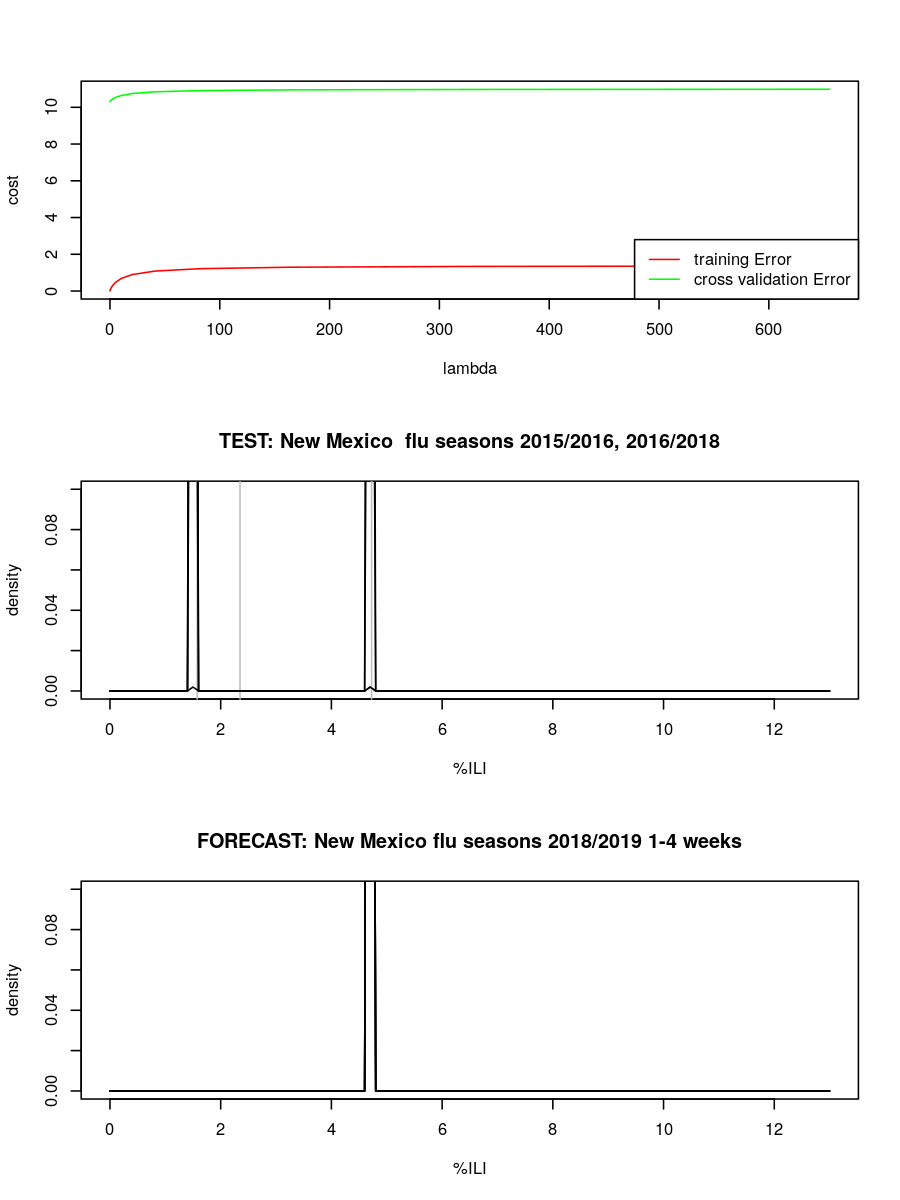 10
8
6
4
2
0
cost
training Error
cross validation Error
0 100 200 300 400 500 600
lambda
TEST: New Mexico  flu seasons 2015/2016, 2016/2018
0.08
0.04
0.00
density
0 2 4 6 8 10 12
%ILI
FORECAST: New Mexico flu seasons 2018/2019 1-4 weeks
0.08
0.04
0.00
density
0 2 4 6 8 10 12
%ILI